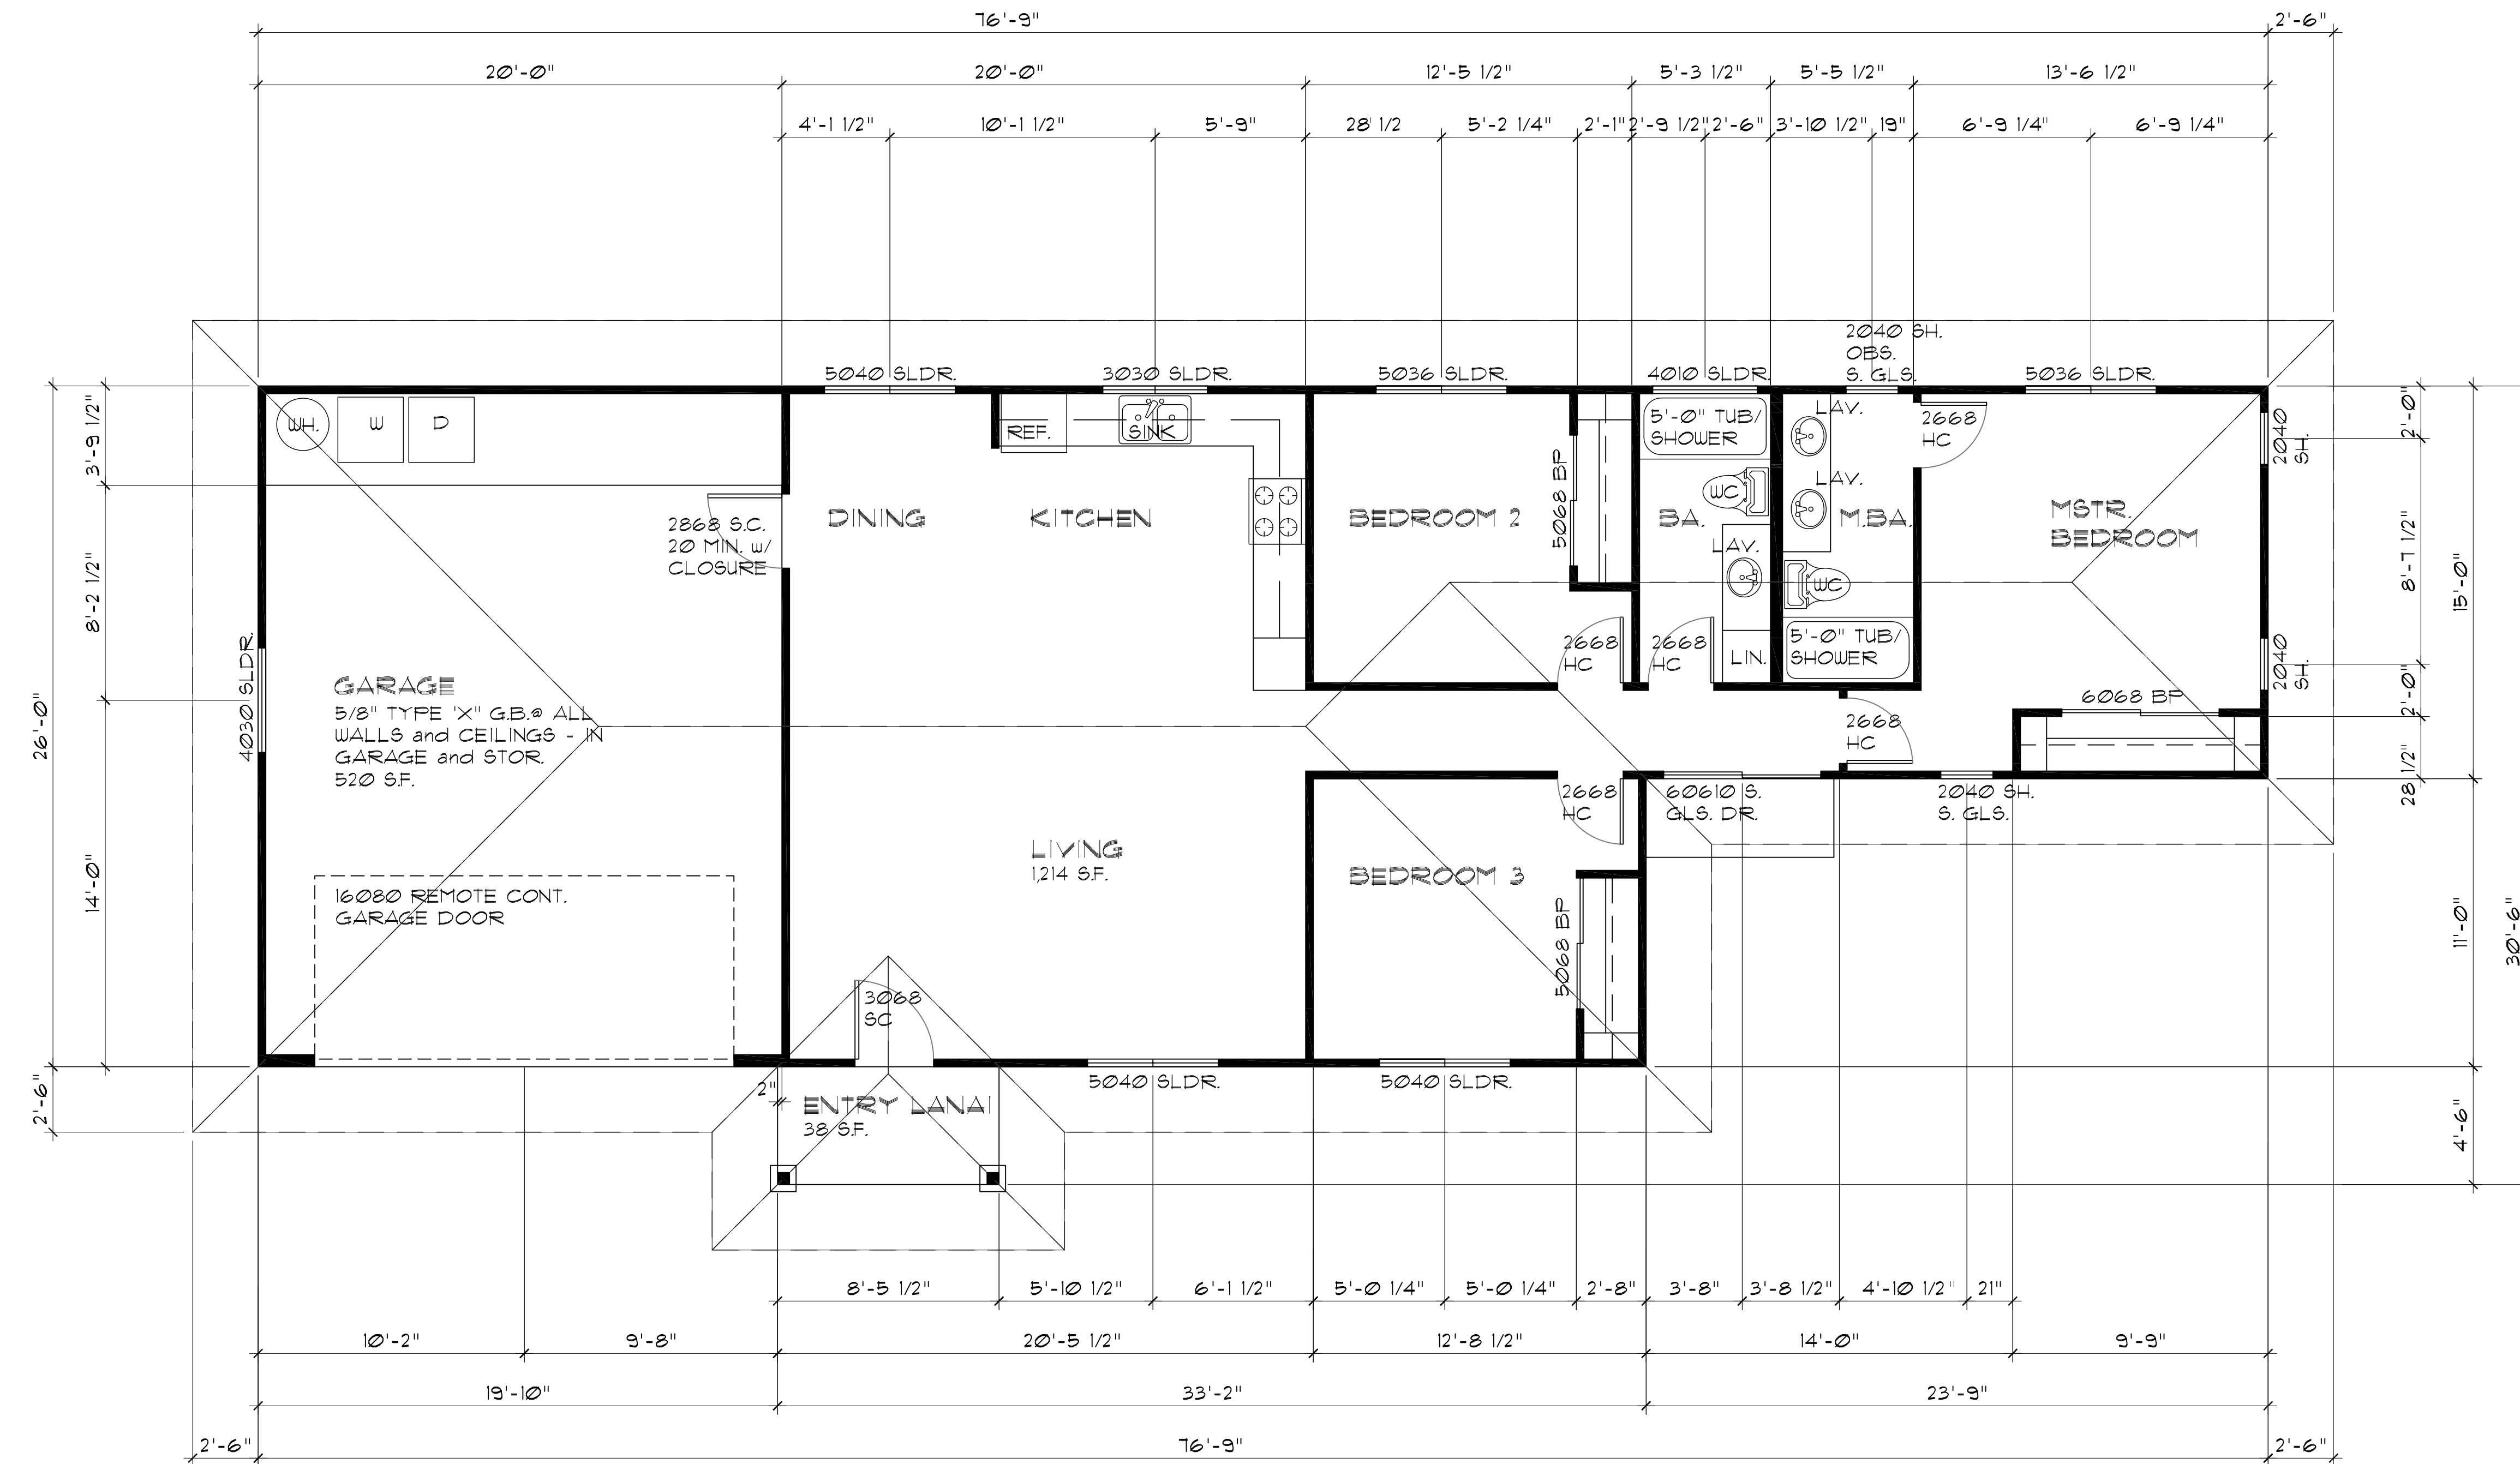 76'-9"
2'-6"
20'-0"
20'-0"
12'-5 1/2"
5'-3 1/2"
5'-5 1/2"
13'-6 1/2"
4'-1 1/2"
10'-1 1/2"
5'-9"
28 1/2
5'-2 1/4"
2'-1"
2'-9 1/2"
2'-6"
3'-10 1/2"
19"
6'-9 1/4"
6'-9 1/4"
2040 SH.
OBS.
S. GLS.
5040 SLDR.
3030 SLDR.
5036 SLDR.
4010 SLDR.
5036 SLDR.
WH.
W
D
REF.
SINK
5'-0" TUB/
SHOWER
LAV.
2668
HC
2040
SH.
2'-0"
3'-9 1/2"
LAV.
WC
5068 BP
2868 S.C.
20 MIN. w/
CLOSURE
DINING
KITCHEN
BEDROOM 2
BA.
M.BA.
MSTR.
BEDROOM
LAV.
WC
8'-7 1/2"
15'-0"
8'-2 1/2"
2668
HC
2668
HC
LIN.
5'-0" TUB/
SHOWER
2040
SH.
4030 SLDR.
26'-0"
GARAGE
5/8" TYPE 'X" G.B.@ ALL
WALLS and CEILINGS - IN
GARAGE and STOR.
520 S.F.
6068 BP
2'-0"
2668
HC
28 1/2"
2668
HC
60610 S.
GLS. DR.
2040 SH.
S. GLS.
LIVING
1,214 S.F.
BEDROOM 3
14'-0"
16080 REMOTE CONT.
GARAGE DOOR
5068 BP
11'-0"
30'-6"
3068
SC
5040 SLDR.
5040 SLDR.
2'-6"
2"
ENTRY LANAI
38 S.F.
4'-6"
8'-5 1/2"
5'-10 1/2"
6'-1 1/2"
5'-0 1/4"
5'-0 1/4"
2'-8"
3'-8"
3'-8 1/2"
4'-10 1/2"
21"
10'-2"
9'-8"
20'-5 1/2"
12'-8 1/2"
14'-0"
9'-9"
19'-10"
33'-2"
23'-9"
2'-6"
76'-9"
2'-6"